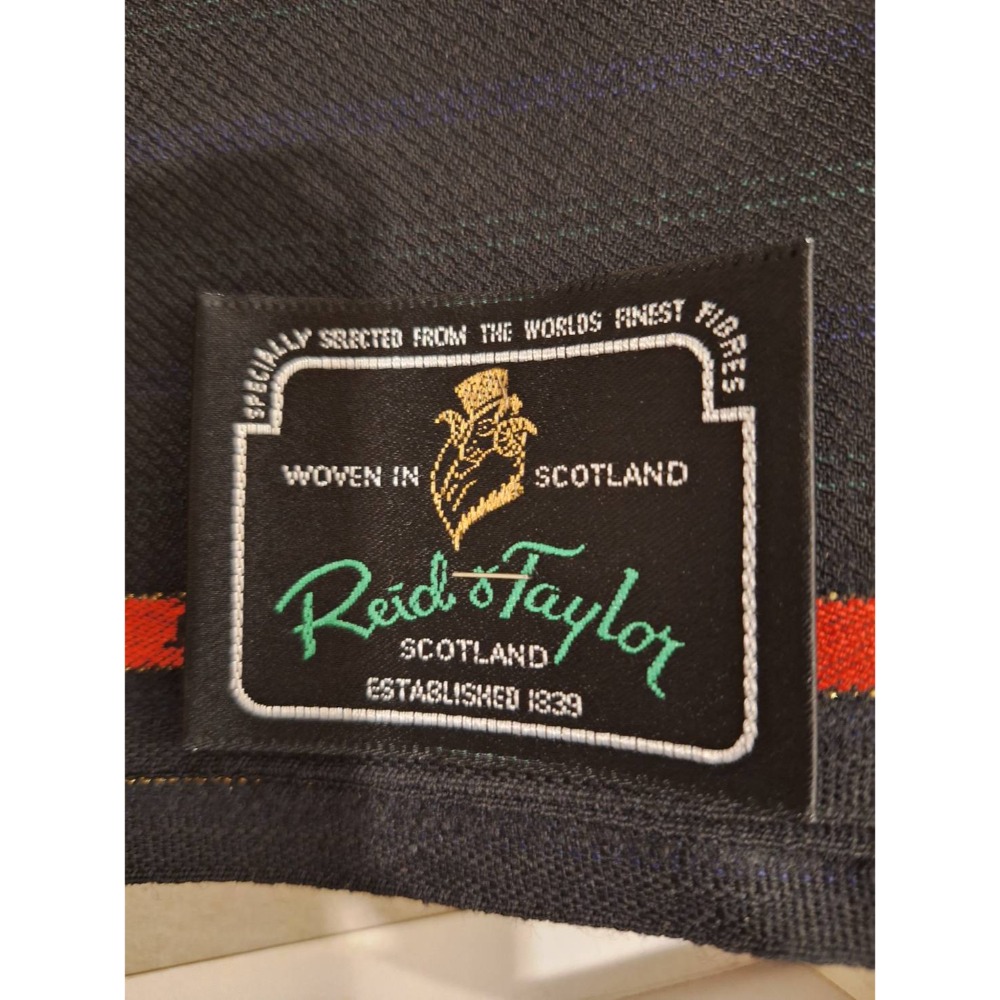 SPECIALLY SELECTED FROM THE WORLDS FINEST FIBRES
WOVEN IN SCOTLAND
Reid & Taylor
SCOTLAND
ESTABLISHED 1839